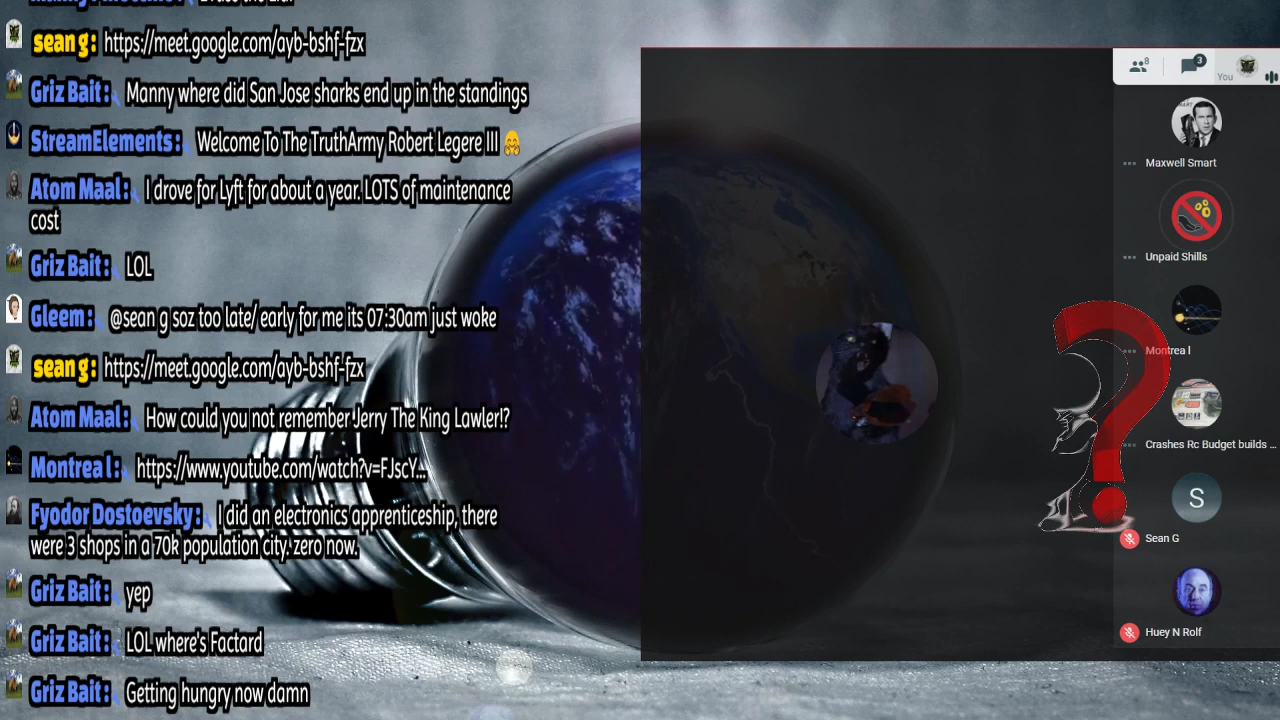 sean g: https://meet.google.com/ayb-bshf-fzx
Griz Bait: Manny where did San Jose sharks end up in the standings
StreamElements: Welcome To The TruthArmy Robert Legere III 🤗
Atom Maal: I drove for Lyft for about a year. LOTS of maintenance
cost
Griz Bait: LOL
Gleem: @sean g soz too late/ early for me its 07:30am just woke
sean g: https://meet.google.com/ayb-bshf-fzx
Atom Maal: How could you not remember Jerry The King Lawler!?
Montrea l: https://www.youtube.com/watch?v=FJscY...
Fyodor Dostoevsky: I did an electronics apprenticeship, there
were 3 shops in a 70k population city. zero now.
Griz Bait: yep
Griz Bait: LOL where's Factard
Griz Bait: Getting hungry now damn
8
3
You
Maxwell Smart
Unpaid Shills
Montrea l
Crashes Rc Budget builds ...
S
Sean G
Huey N Rolf
?